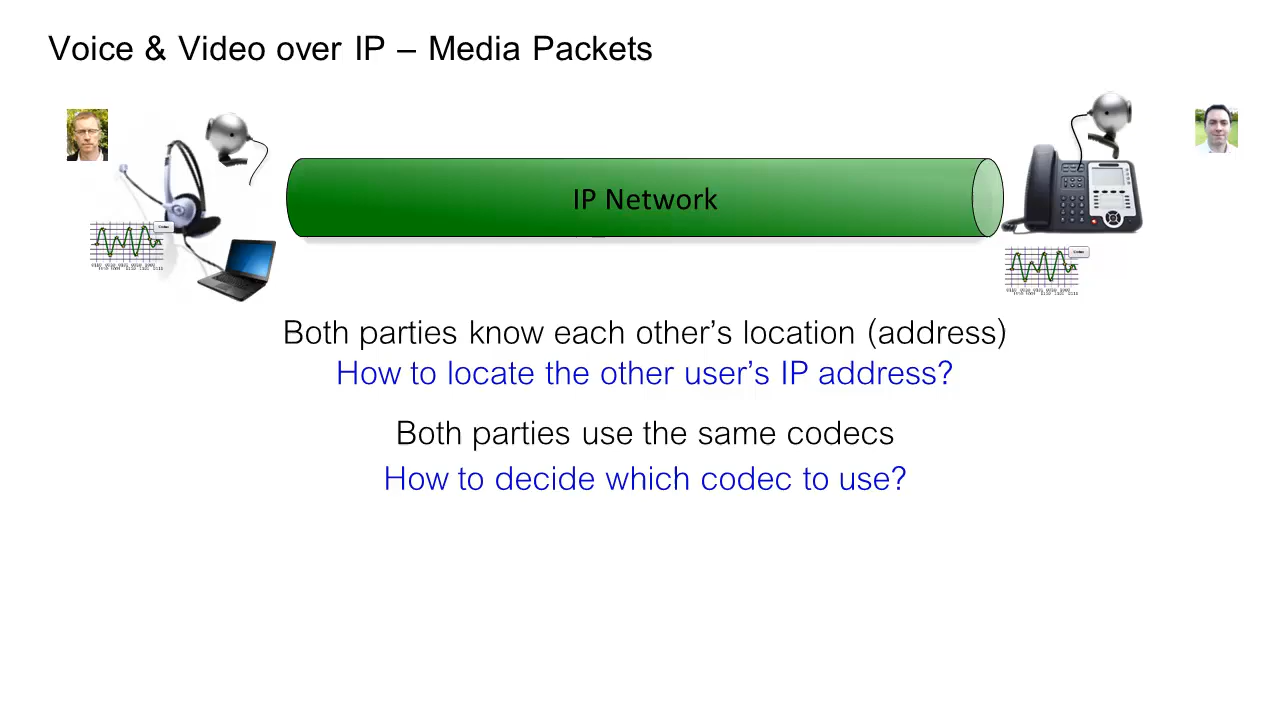 Voice & Video over IP – Media Packets
IP Network
Both parties know each other’s location (address)
How to locate the other user’s IP address?
Both parties use the same codecs
How to decide which codec to use?